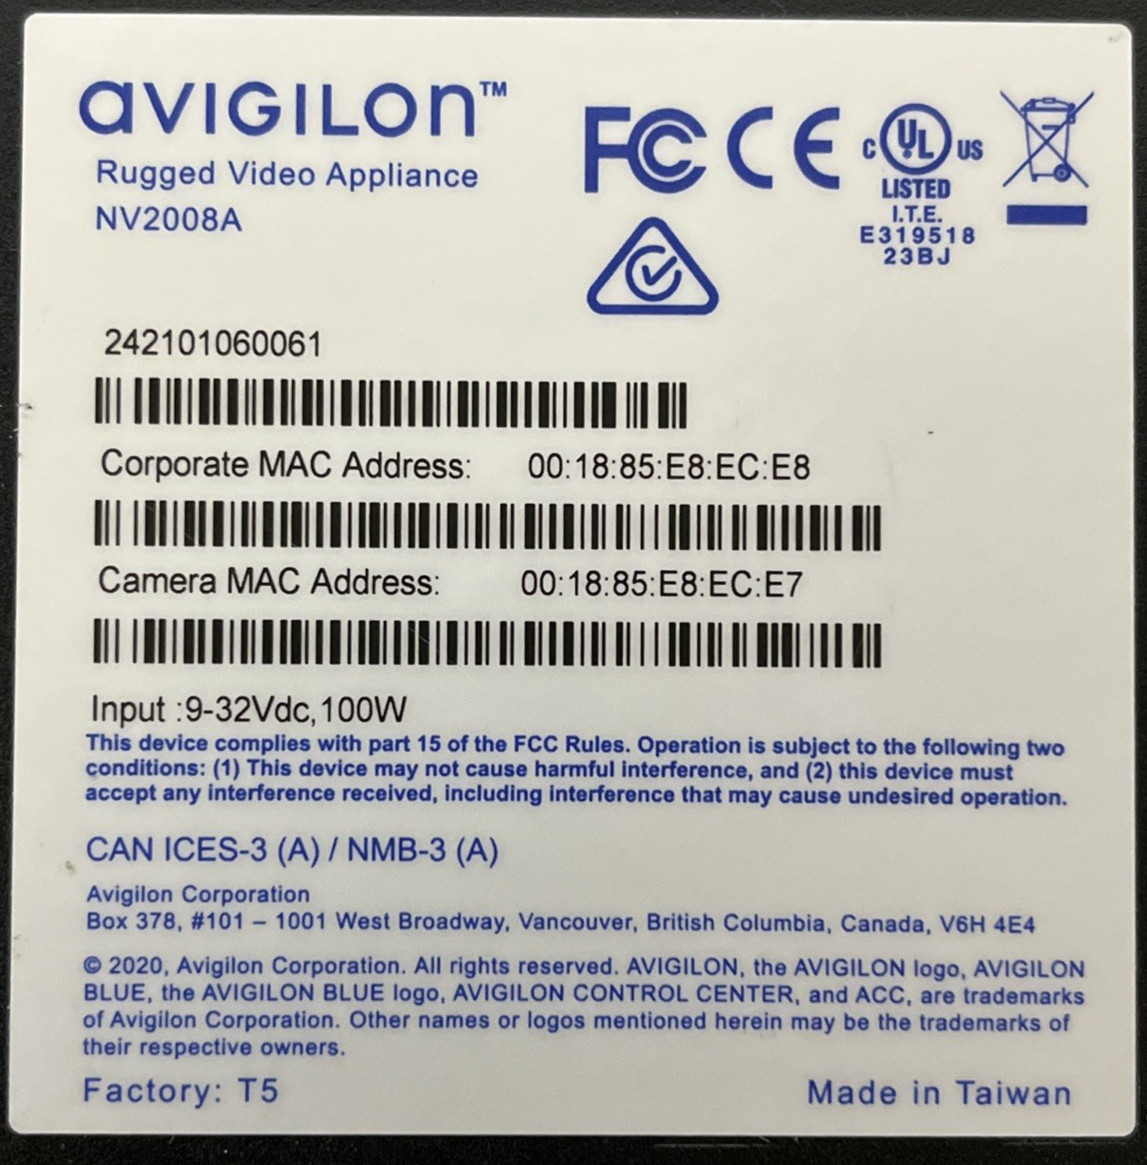 aVIGILON™
Rugged Video Appliance
NV2008A
FC CE
C UL US
LISTED
I.T.E.
E319518
23BJ
242101060061
Corporate MAC Address: 00:18:85:E8:EC:E8
Camera MAC Address: 00:18:85:E8:EC:E7
Input :9-32Vdc,100W
This device complies with part 15 of the FCC Rules. Operation is subject to the following two
conditions: (1) This device may not cause harmful interference, and (2) this device must
accept any interference received, including interference that may cause undesired operation.
CAN ICES-3 (A) / NMB-3 (A)
Avigilon Corporation
Box 378, #101 – 1001 West Broadway, Vancouver, British Columbia, Canada, V6H 4E4
© 2020, Avigilon Corporation. All rights reserved. AVIGILON, the AVIGILON logo, AVIGILON
BLUE, the AVIGILON BLUE logo, AVIGILON CONTROL CENTER, and ACC, are trademarks
of Avigilon Corporation. Other names or logos mentioned herein may be the trademarks of
their respective owners.
Factory: T5
Made in Taiwan